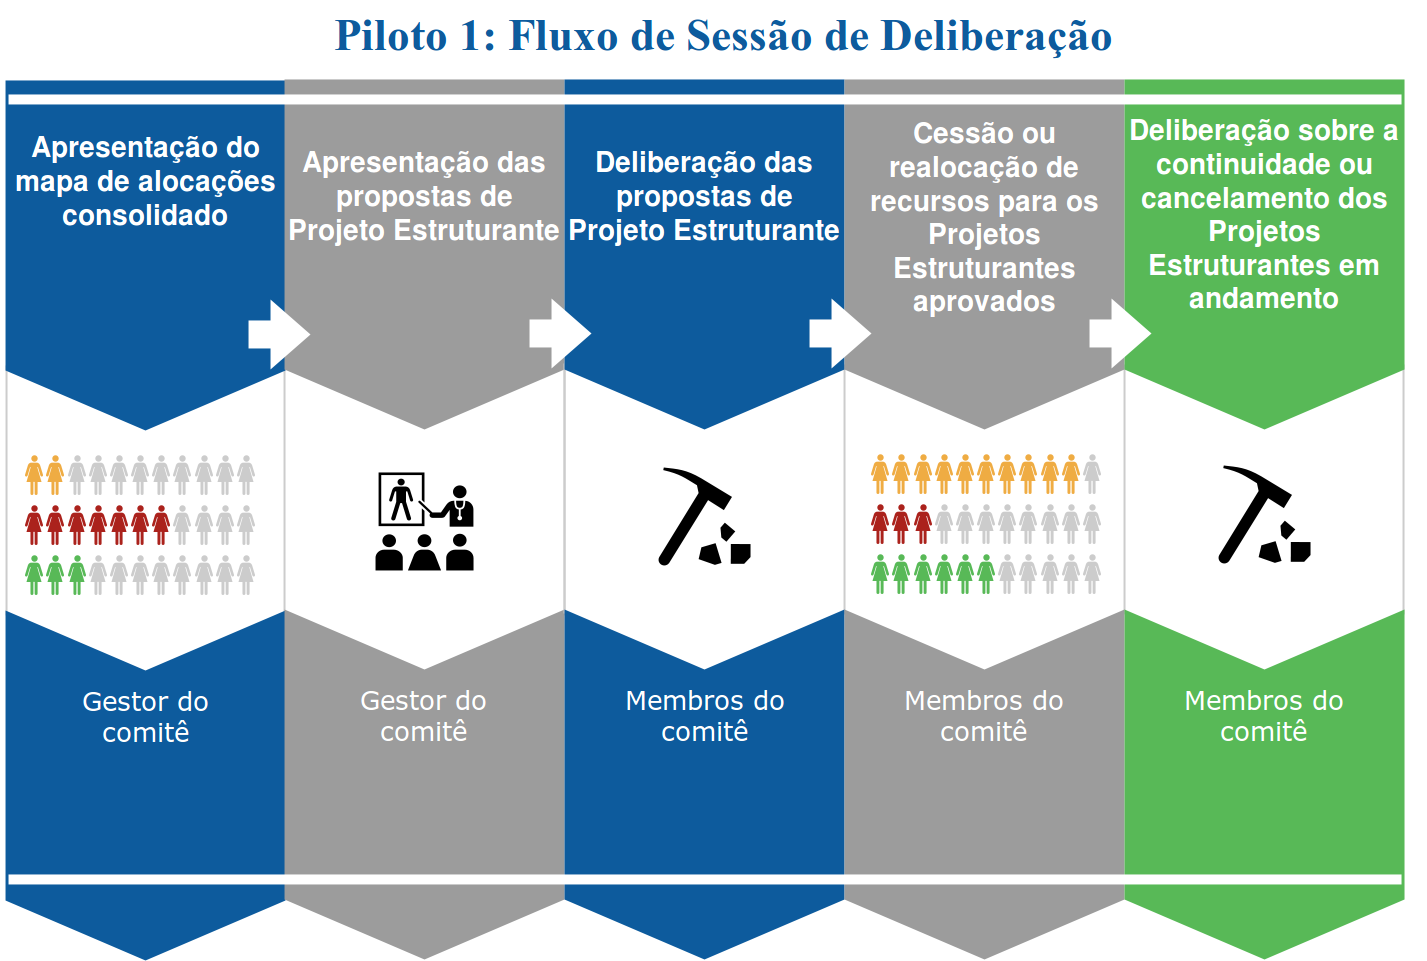 Piloto 1: Fluxo de Sessão de Deliberação
Apresentação do
mapa de alocações
consolidado
Apresentação das
propostas de
Projeto Estruturante
Deliberação das
propostas de
Projeto Estruturante
Cessão ou
realocação de
recursos para os
Projetos
Estruturantes
aprovados
Deliberação sobre a
continuidade ou
cancelamento dos
Projetos
Estruturantes em
andamento
Gestor do
comitê
Gestor do
comitê
Membros do
comitê
Membros do
comitê
Membros do
comitê